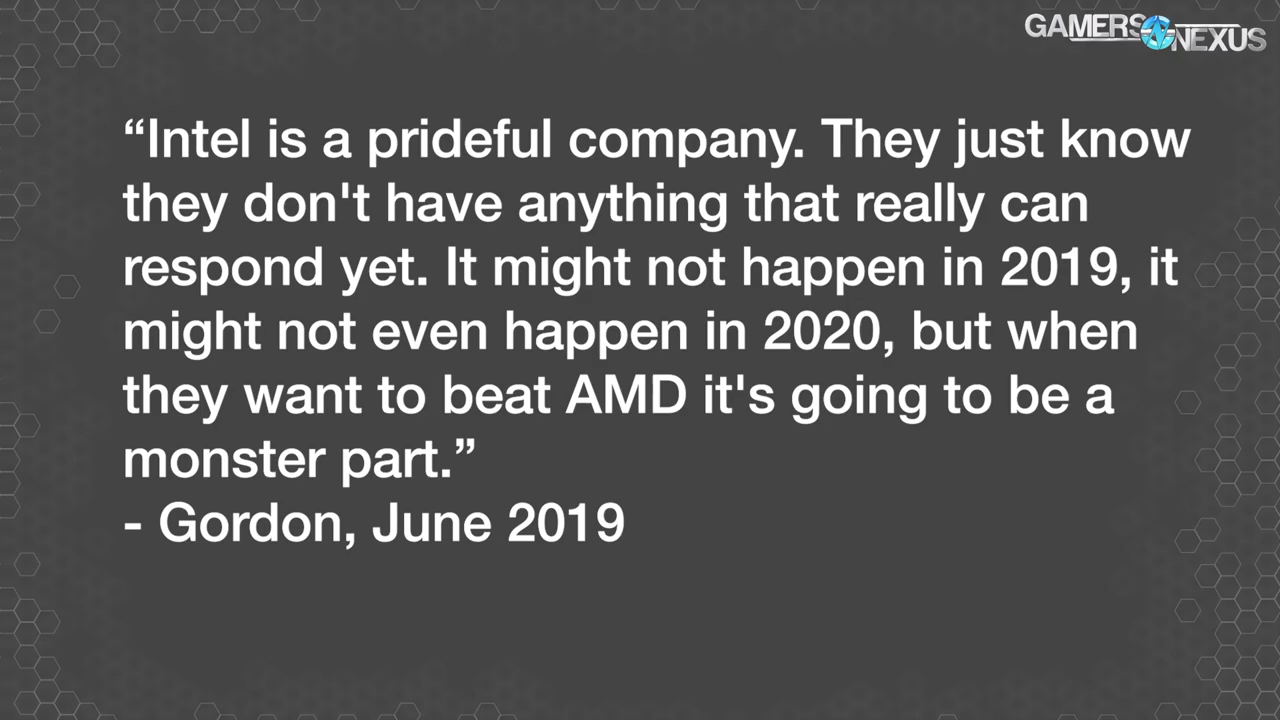 GAMERS NEXUS
“Intel is a prideful company. They just know
they don't have anything that really can
respond yet. It might not happen in 2019, it
might not even happen in 2020, but when
they want to beat AMD it's going to be a
monster part.”
- Gordon, June 2019